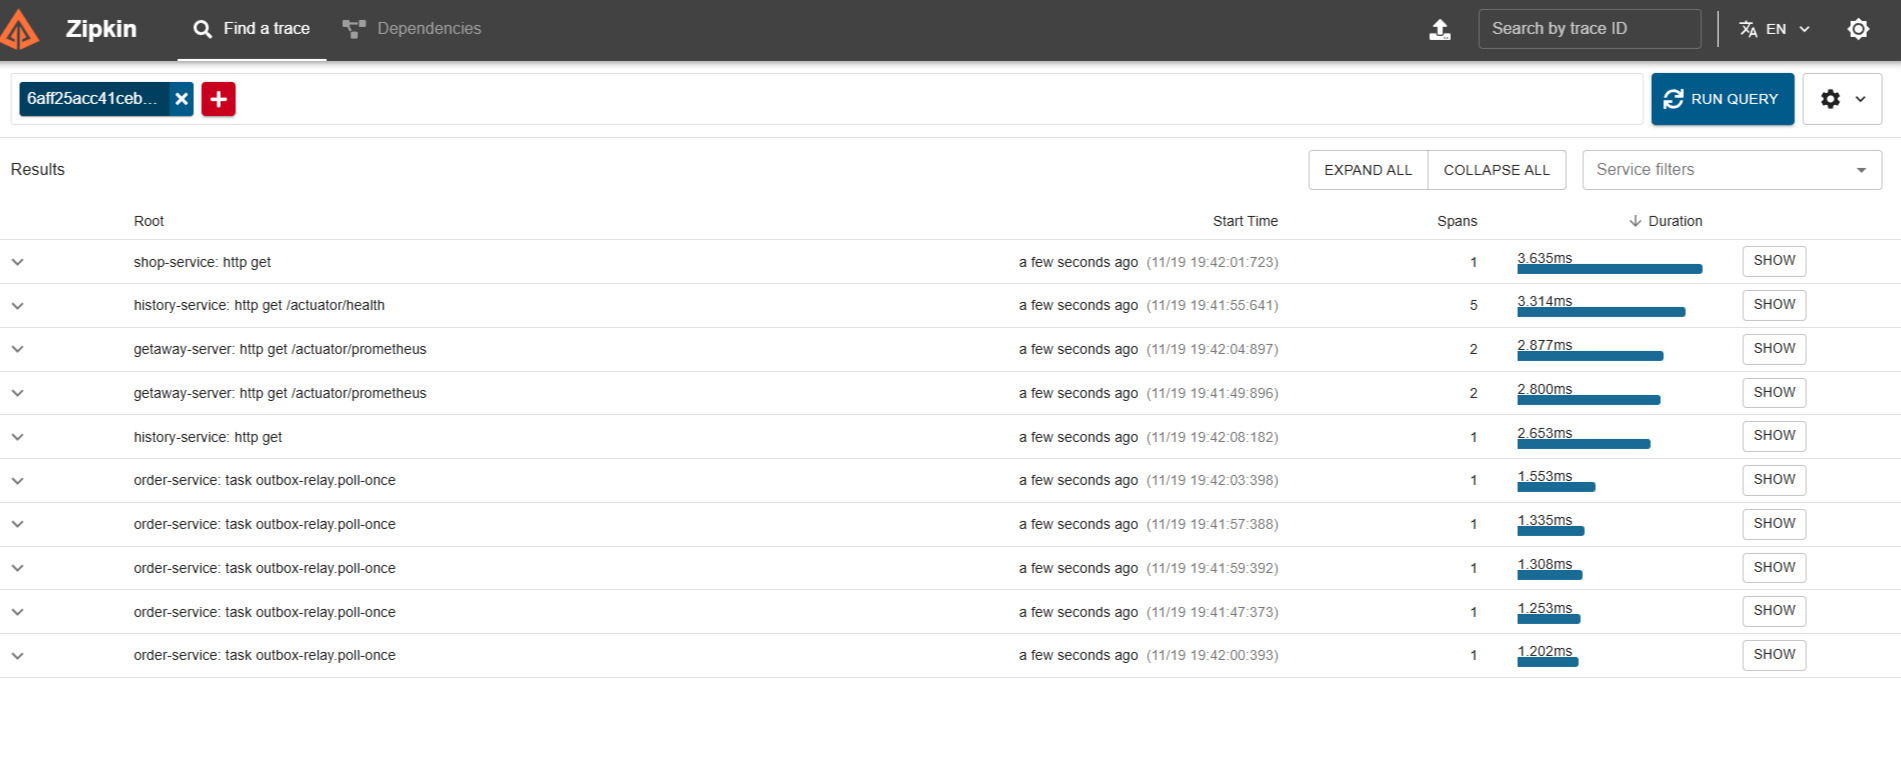 Zipkin Find a trace Dependencies Search by trace ID EN
6aff25acc41ceb... RUN QUERY
Results EXPAND ALL COLLAPSE ALL Service filters
Root Start Time Spans Duration
shop-service: http get a few seconds ago (11/19 19:42:01:723) 1 3.635ms SHOW
history-service: http get /actuator/health a few seconds ago (11/19 19:41:55:641) 5 3.314ms SHOW
getaway-server: http get /actuator/prometheus a few seconds ago (11/19 19:42:04:897) 2 2.877ms SHOW
getaway-server: http get /actuator/prometheus a few seconds ago (11/19 19:41:49:896) 2 2.800ms SHOW
history-service: http get a few seconds ago (11/19 19:42:08:182) 1 2.653ms SHOW
order-service: task outbox-relay.poll-once a few seconds ago (11/19 19:42:03:398) 1 1.553ms SHOW
order-service: task outbox-relay.poll-once a few seconds ago (11/19 19:41:57:388) 1 1.335ms SHOW
order-service: task outbox-relay.poll-once a few seconds ago (11/19 19:41:59:392) 1 1.308ms SHOW
order-service: task outbox-relay.poll-once a few seconds ago (11/19 19:41:47:373) 1 1.253ms SHOW
order-service: task outbox-relay.poll-once a few seconds ago (11/19 19:42:00:393) 1 1.202ms SHOW